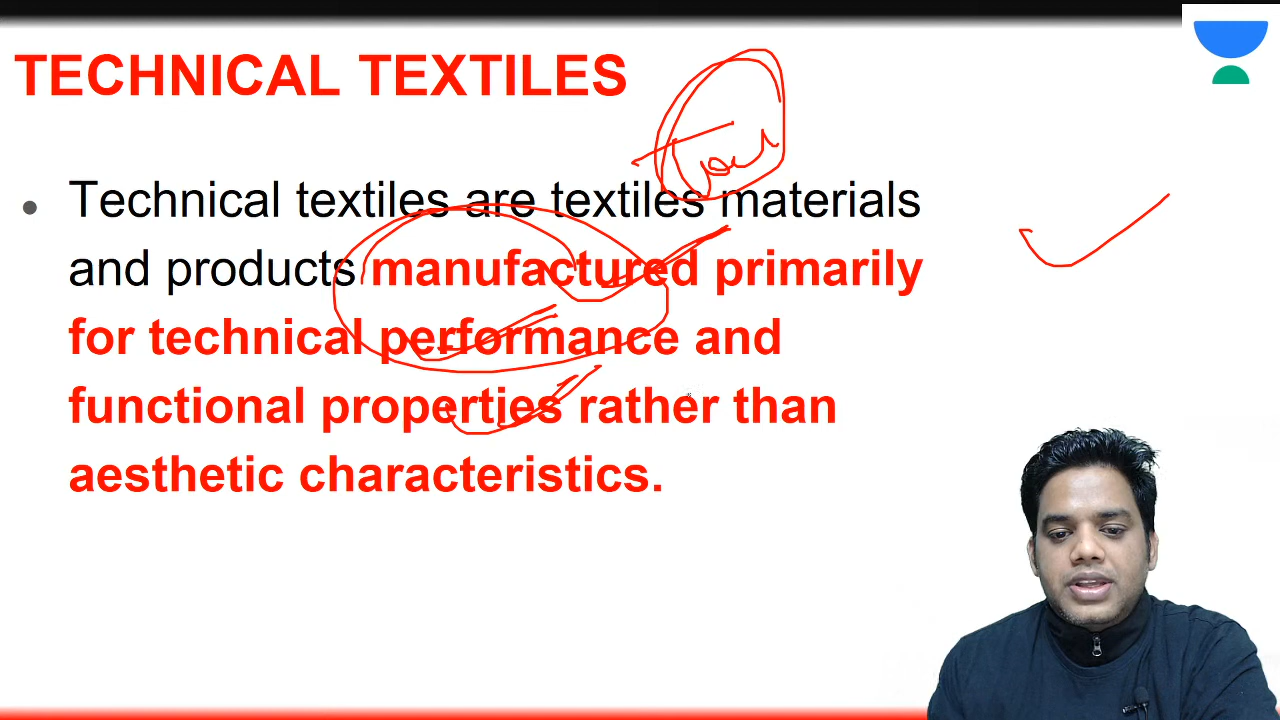 TECHNICAL TEXTILES
• Technical textiles are textiles materials
and products manufactured primarily
for technical performance and
functional properties rather than
aesthetic characteristics.